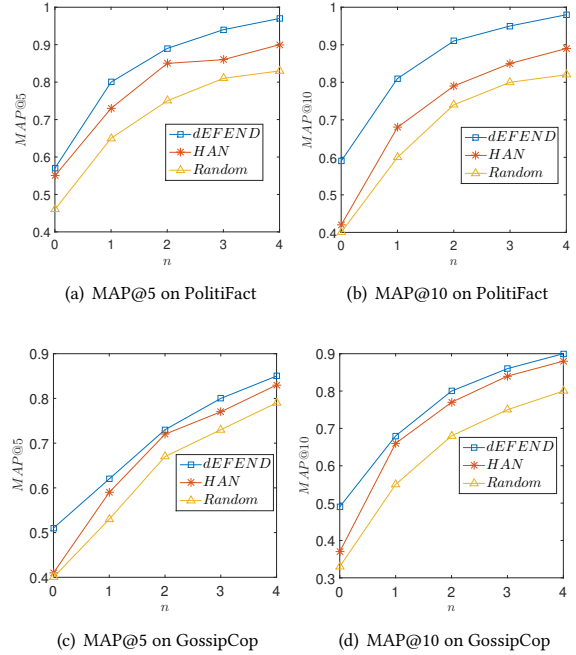 1
0.9
0.8
0.7
0.6
0.5
0.4
MAP@5
dEFEND
HAN
Random
0 1 2 3 4
n
(a) MAP@5 on PolitiFact
1
0.9
0.8
0.7
0.6
0.5
0.4
MAP@10
dEFEND
HAN
Random
0 1 2 3 4
n
(b) MAP@10 on PolitiFact
0.9
0.8
0.7
0.6
0.5
0.4
MAP@5
dEFEND
HAN
Random
0 1 2 3 4
n
(c) MAP@5 on GossipCop
0.9
0.8
0.7
0.6
0.5
0.4
0.3
MAP@10
dEFEND
HAN
Random
0 1 2 3 4
n
(d) MAP@10 on GossipCop